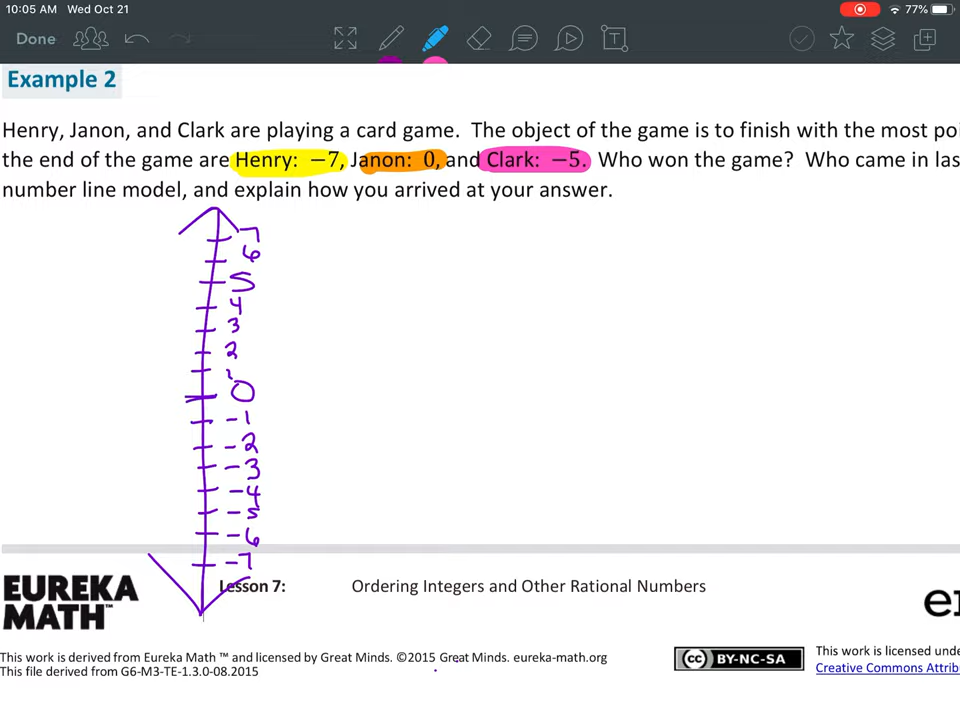 10:05 AM Wed Oct 21
77%
Done
T
Example 2
Henry, Janon, and Clark are playing a card game. The object of the game is to finish with the most poi
the end of the game are Henry: −7, Janon: 0, and Clark: −5. Who won the game? Who came in las
number line model, and explain how you arrived at your answer.
7
6
5
4
3
2
0
-1
-2
-3
-4
-5
-6
-7
EUREKA MATH™
Lesson 7: Ordering Integers and Other Rational Numbers
This work is derived from Eureka Math ™ and licensed by Great Minds. ©2015 Great Minds. eureka-math.org
This file derived from G6-M3-TE-1.3.0-08.2015
cc BY-NC-SA
This work is licensed unde
Creative Commons Attrib